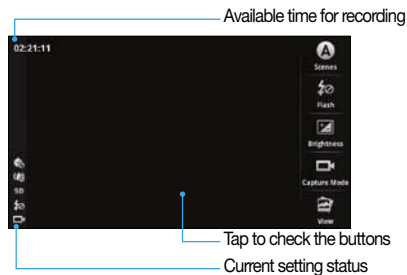 Available time for recording
02:21:11
Scenes
Flash
Brightness
SD
Capture Mode
View
Tap to check the buttons
Current setting status